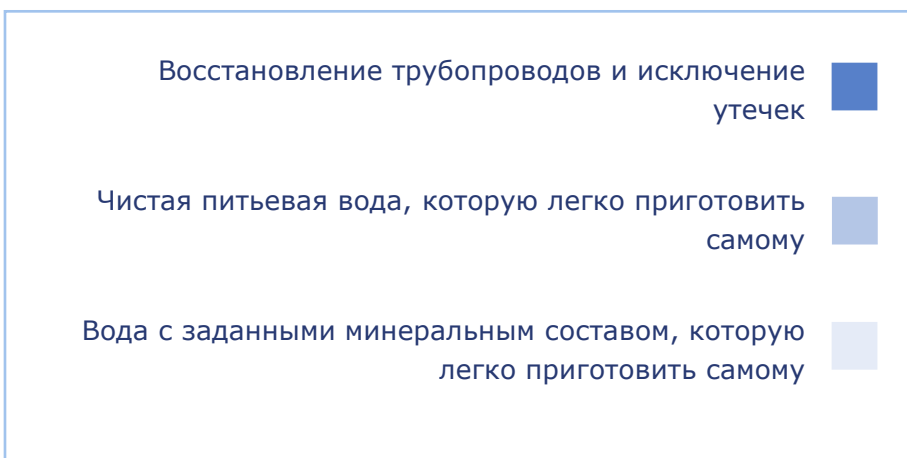 Восстановление трубопроводов и исключение
утечек
Чистая питьевая вода, которую легко приготовить
самому
Вода с заданными минеральным составом, которую
легко приготовить самому